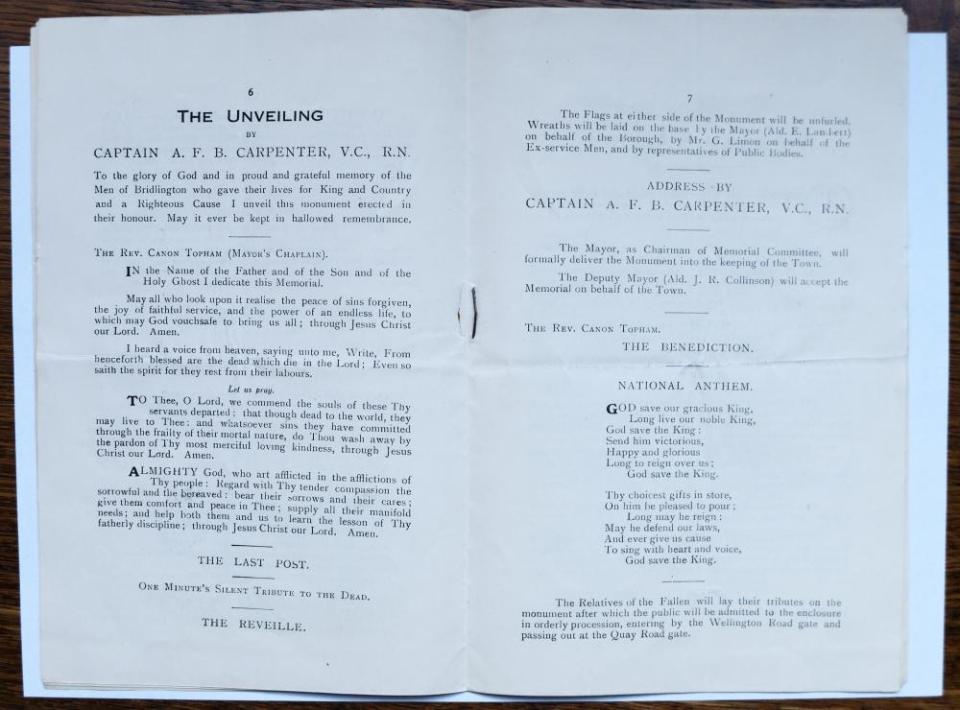 6
THE UNVEILING
BY
CAPTAIN A. F. B. CARPENTER, V.C., R.N.
To the glory of God and in proud and grateful memory of the
Men of Bridlington who gave their lives for King and Country
and a Righteous Cause I unveil this monument erected in
their honour. May it ever be kept in hallowed remembrance.
THE REV. CANON TOPHAM (MAYOR'S CHAPLAIN).
IN the Name of the Father and of the Son and of the
Holy Ghost I dedicate this Memorial.
May all who look upon it realise the peace of sins forgiven,
the joy of faithful service, and the power of an endless life, to
which may God vouchsafe to bring us all; through Jesus Christ
our Lord. Amen.
I heard a voice from heaven, saying unto me, Write, From
henceforth blessed are the dead which die in the Lord; Even so
saith the spirit for they rest from their labours.
Let us pray.
TO Thee, O Lord, we commend the souls of these Thy
servants departed: that though dead to the world, they
may live to Thee: and whatsoever sins they have committed
through the frailty of their mortal nature, do Thou wash away by
the pardon of Thy most merciful loving kindness, through Jesus
Christ our Lord. Amen.
ALMIGHTY God, who art afflicted in the afflictions of
Thy people: Regard with Thy tender compassion the
sorrowful and the bereaved: bear their sorrows and their cares;
give them comfort and peace in Thee; supply all their manifold
needs; and help both them and us to learn the lesson of Thy
fatherly discipline; through Jesus Christ our Lord. Amen.
THE LAST POST.
ONE MINUTE'S SILENT TRIBUTE TO THE DEAD.
THE REVEILLE.
7
The Flags at either side of the Monument will be unfurled.
Wreaths will be laid on the base by the Mayor (Ald. E. Lambert)
on behalf of the Borough, by Mr. G. Limon on behalf of the
Ex-service Men, and by representatives of Public Bodies.
ADDRESS BY
CAPTAIN A. F. B. CARPENTER, V.C., R.N.
The Mayor, as Chairman of Memorial Committee, will
formally deliver the Monument into the keeping of the Town.
The Deputy Mayor (Ald. J. R. Collinson) will accept the
Memorial on behalf of the Town.
THE REV. CANON TOPHAM.
THE BENEDICTION.
NATIONAL ANTHEM.
GOD save our gracious King,
Long live our noble King,
God save the King:
Send him victorious,
Happy and glorious
Long to reign over us;
God save the King.
Thy choicest gifts in store,
On him be pleased to pour;
Long may he reign:
May he defend our laws,
And ever give us cause
To sing with heart and voice,
God save the King.
The Relatives of the Fallen will lay their tributes on the
monument after which the public will be admitted to the enclosure
in orderly procession, entering by the Wellington Road gate and
passing out at the Quay Road gate.